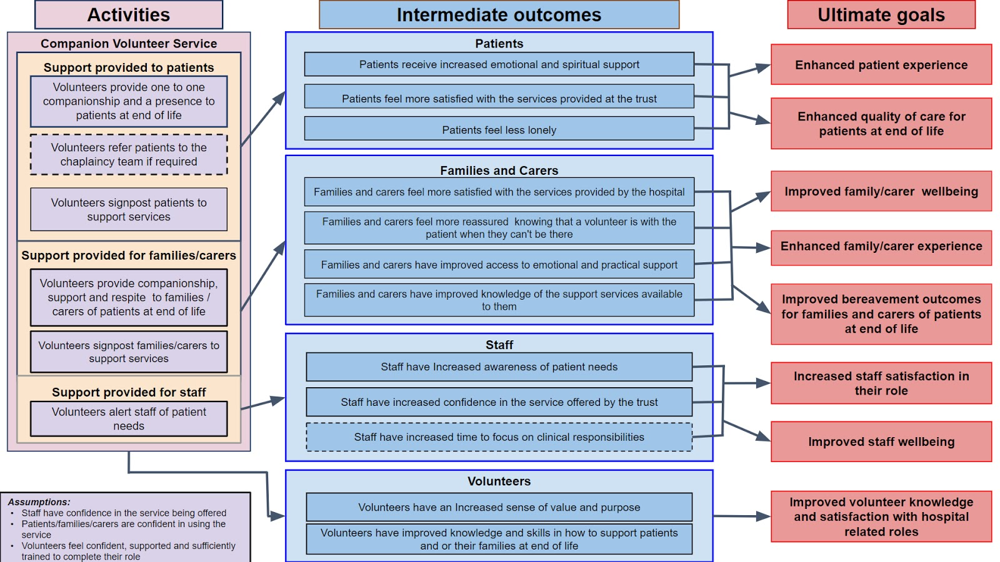 Activities
Companion Volunteer Service
Support provided to patients
Volunteers provide one to one
companionship and a presence to
patients at end of life
Volunteers refer patients to the
chaplaincy team if required
Volunteers signpost patients to
support services
Support provided for families/carers
Volunteers provide companionship,
support and respite  to families /
carers of patients at end of life
Volunteers signpost families/carers to
support services
Support provided for staff
Volunteers alert staff of patient
needs
Assumptions:
• Staff have confidence in the service being offered
• Patients/families/carers are confident in using the
service
• Volunteers feel confident, supported and sufficiently
trained to complete their role
Intermediate outcomes
Patients
Patients receive increased emotional and spiritual support
Patients feel more satisfied with the services provided at the trust
Patients feel less lonely
Families and Carers
Families and carers feel more satisfied with the services provided by the hospital
Families and carers feel more reassured  knowing that a volunteer is with the
patient when they can't be there
Families and carers have improved access to emotional and practical support
Families and carers have improved knowledge of the support services available
to them
Staff
Staff have Increased awareness of patient needs
Staff have increased confidence in the service offered by the trust
Staff have increased time to focus on clinical responsibilities
Volunteers
Volunteers have an Increased sense of value and purpose
Volunteers have improved knowledge and skills in how to support patients
and or their families at end of life
Ultimate goals
Enhanced patient experience
Enhanced quality of care for
patients at end of life
Improved family/carer  wellbeing
Enhanced family/carer experience
Improved bereavement outcomes
for families and carers of patients
at end of life
Increased staff satisfaction in
their role
Improved staff wellbeing
Improved volunteer knowledge
and satisfaction with hospital
related roles